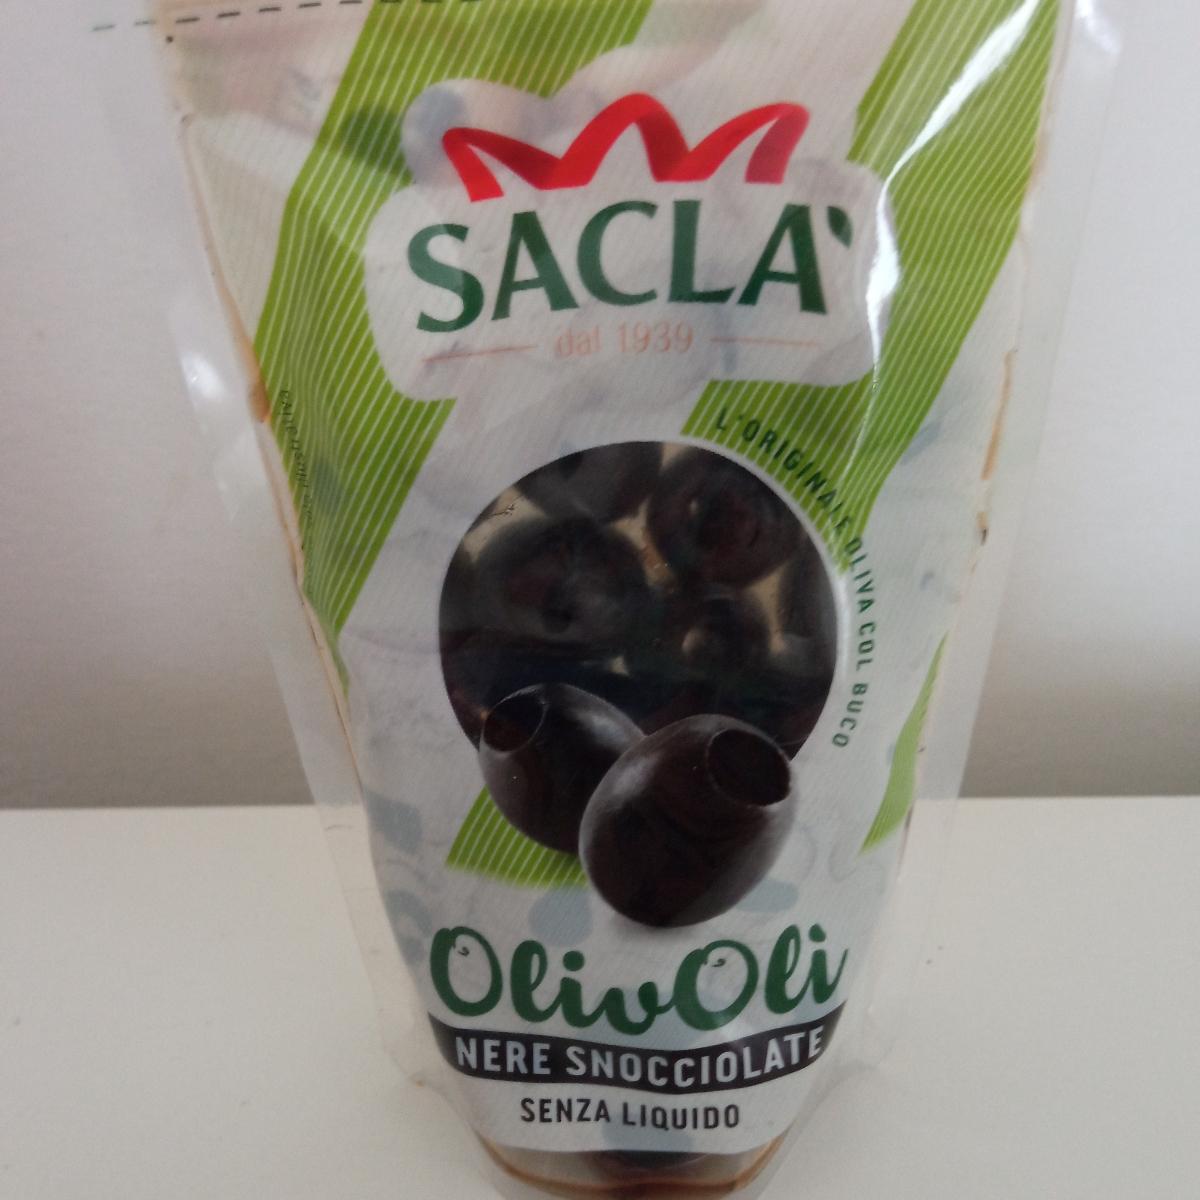 SACLA'
dal 1939
L'ORIGINALE OLIVA COL BUCO
OlivOlì
NERE SNOCCIOLATE
SENZA LIQUIDO